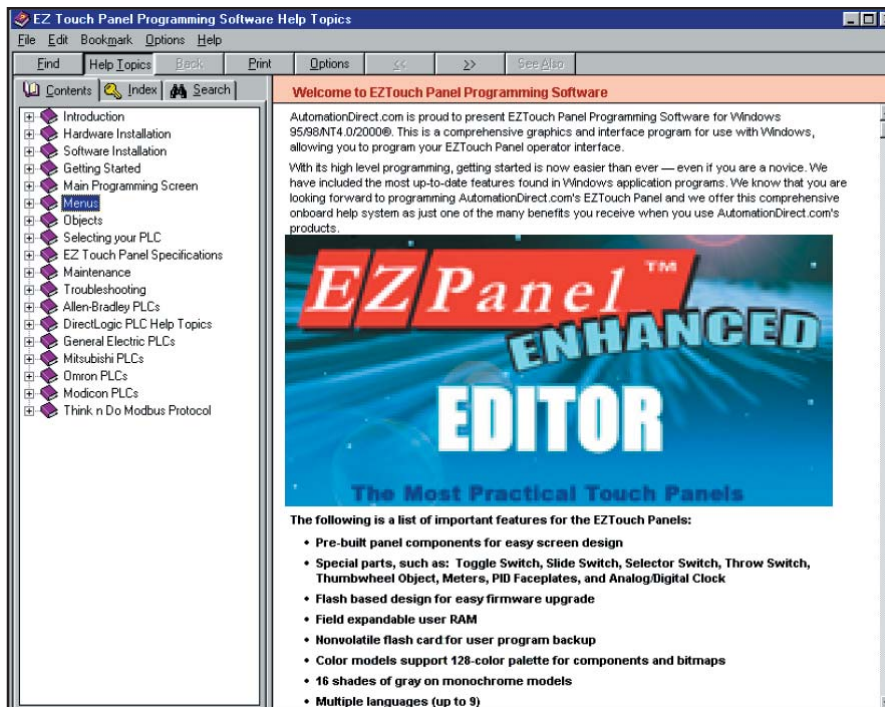 EZ Touch Panel Programming Software Help Topics
File Edit Bookmark Options Help
Find Help Topics Back Print Options << >> See Also
Contents Index Search
Introduction
Hardware Installation
Software Installation
Getting Started
Main Programming Screen
Menus
Objects
Selecting your PLC
EZ Touch Panel Specifications
Maintenance
Troubleshooting
Allen-Bradley PLCs
DirectLogic PLC Help Topics
General Electric PLCs
Mitsubishi PLCs
Omron PLCs
Modicon PLCs
Think n Do Modbus Protocol
Welcome to EZTouch Panel Programming Software
AutomationDirect.com is proud to present EZTouch Panel Programming Software for Windows
95/98/NT4.0/2000®. This is a comprehensive graphics and interface program for use with Windows,
allowing you to program your EZTouch Panel operator interface.
With its high level programming, getting started is now easier than ever — even if you are a novice. We
have included the most up-to-date features found in Windows application programs. We know that you are
looking forward to programming AutomationDirect.com's EZTouch Panel and we offer this comprehensive
onboard help system as just one of the many benefits you receive when you use AutomationDirect.com's
products.
EZPanel™
ENHANCED
EDITOR
The Most Practical Touch Panels
The following is a list of important features for the EZTouch Panels:
• Pre-built panel components for easy screen design
• Special parts, such as: Toggle Switch, Slide Switch, Selector Switch, Throw Switch,
Thumbwheel Object, Meters, PID Faceplates, and Analog/Digital Clock
• Flash based design for easy firmware upgrade
• Field expandable user RAM
• Nonvolatile flash card for user program backup
• Color models support 128-color palette for components and bitmaps
• 16 shades of gray on monochrome models
• Multiple languages (up to 9)